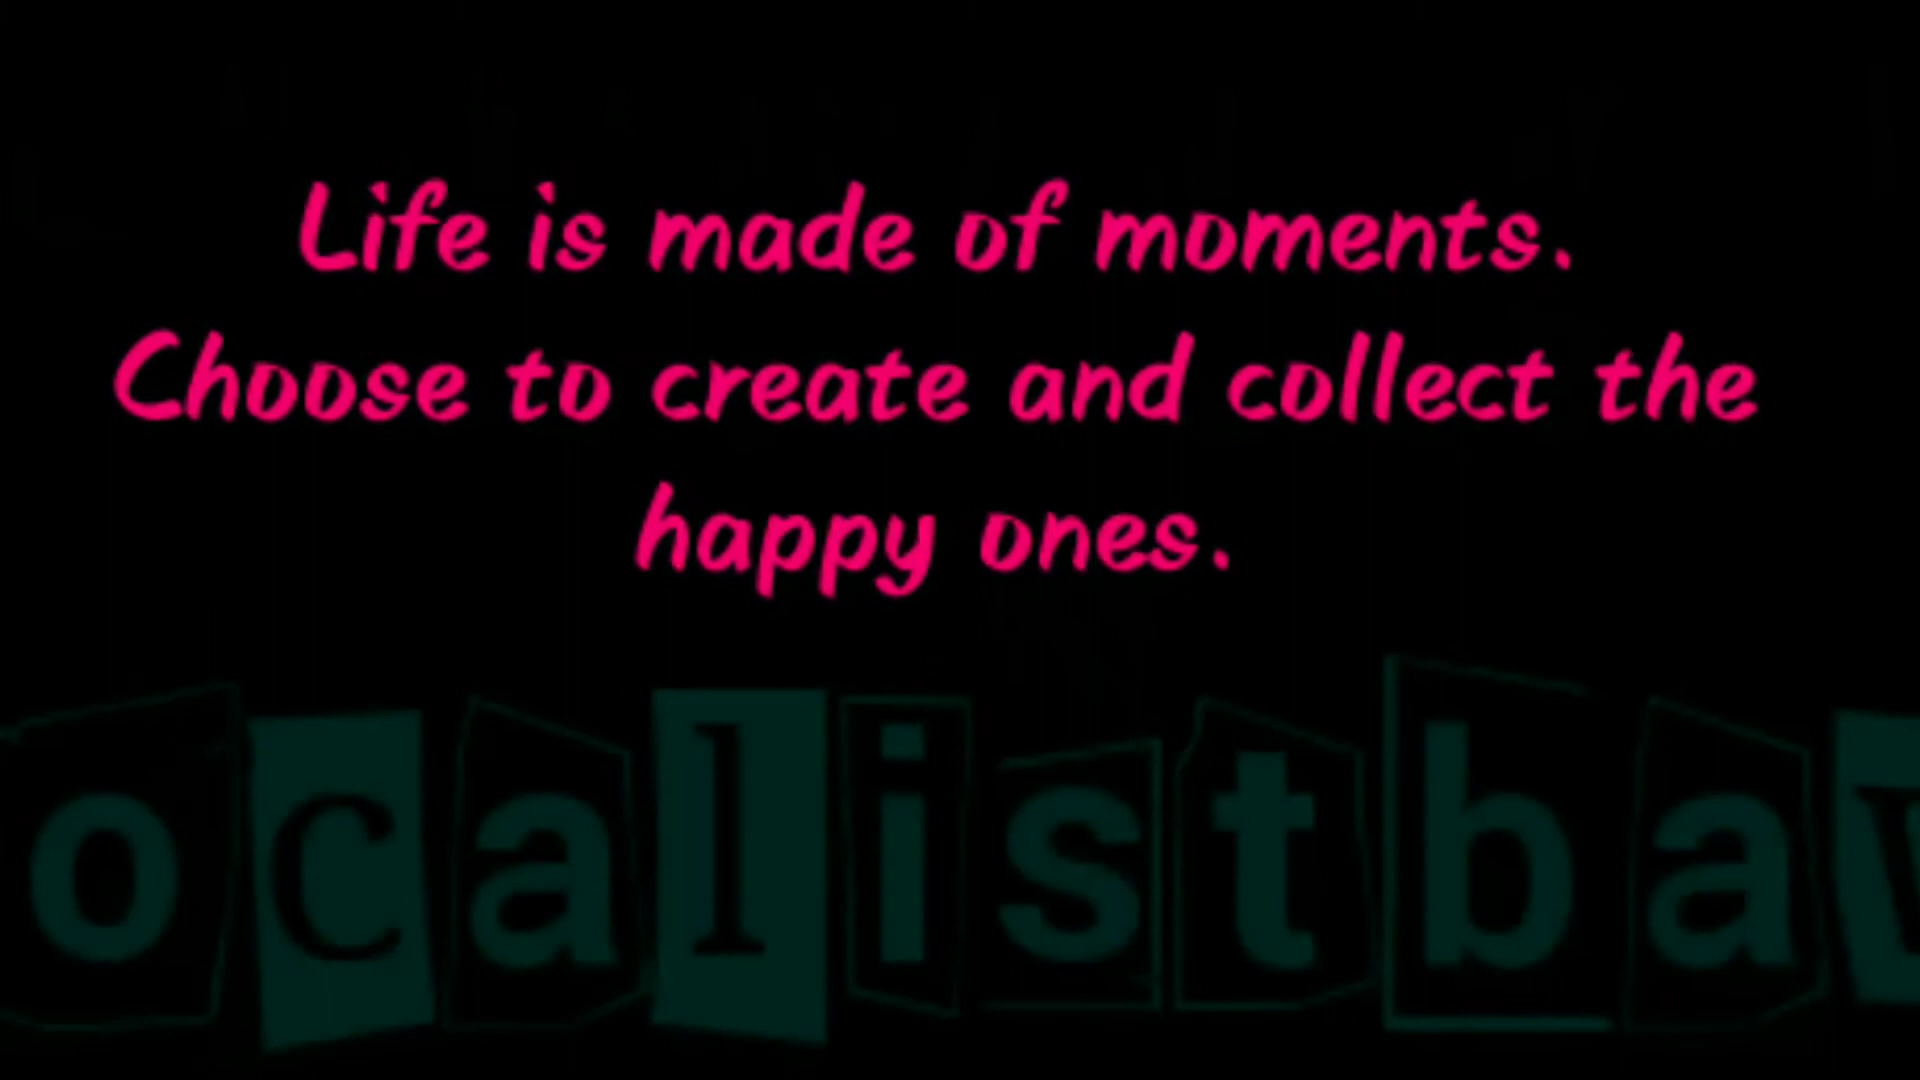 Life is made of moments.
Choose to create and collect the
happy ones.
ocalistba